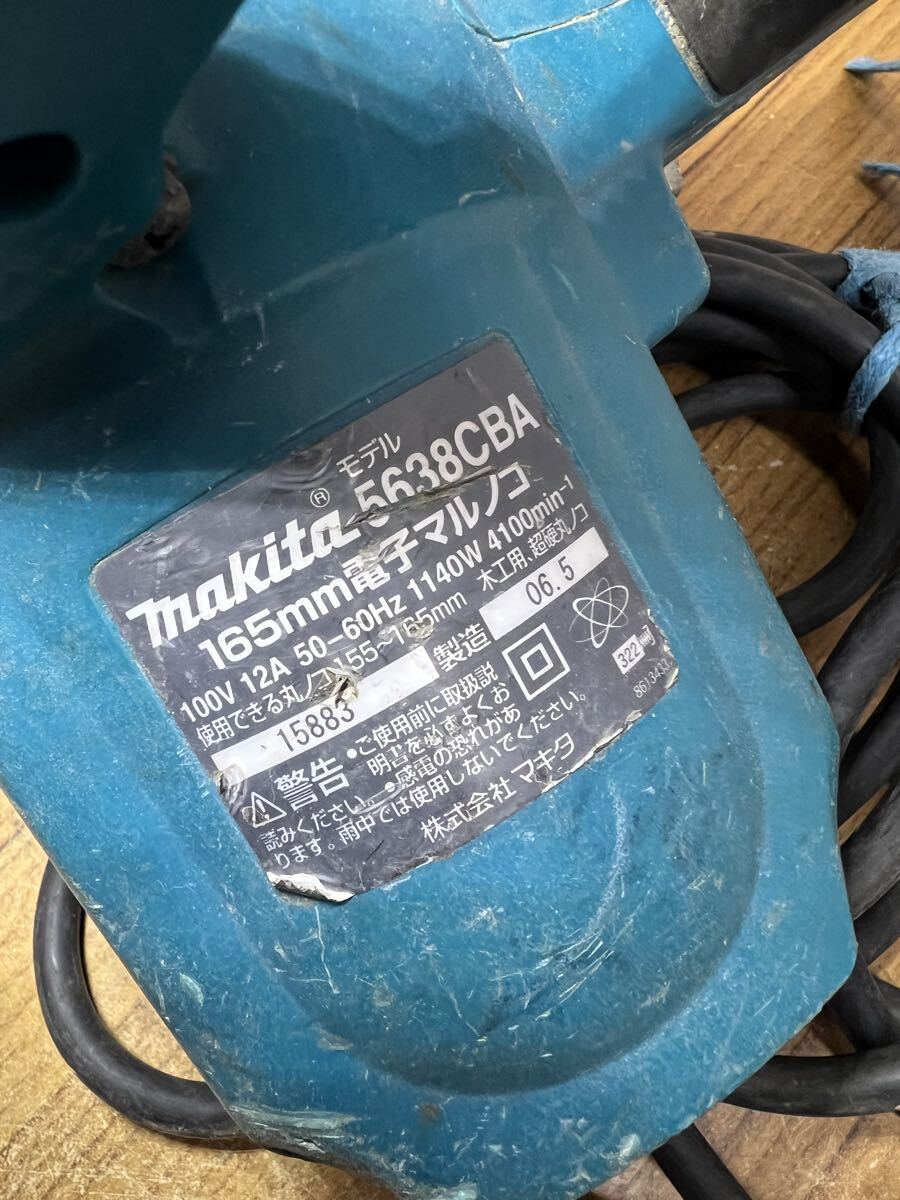 モデル
makita® 5638CBA
165mm電子マルノコ
100V 12A 50-60Hz 1140W 4100min-1
使用できる丸ノコ155~165mm 木工用、超硬丸ノコ
15883 製造 06.5
322
861343
警告
・ご使用前に取扱説
明書を必ずよくお
読みください。・感電の恐れがあ
ります。雨中では使用しないでください。
株式会社 マキタ